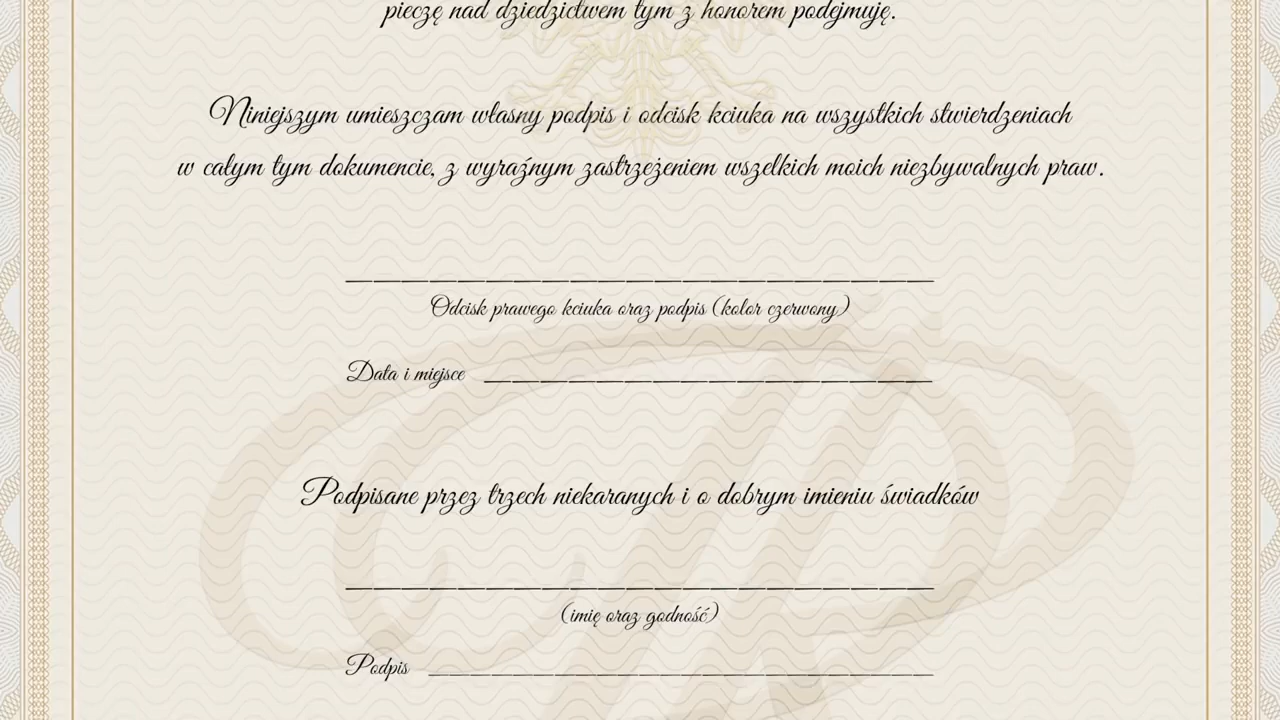 pieczę nad dziedzictwem tym z honorem podejmuję.
Niniejszym umieszczam własny podpis i odcisk kciuka na wszystkich stwierdzeniach
w całym tym dokumencie, z wyraźnym zastrzeżeniem wszelkich moich niezbywalnych praw.
Odcisk prawego kciuka oraz podpis (kolor czerwony)
Data i miejsce
Podpisane przez trzech niekaranych i o dobrym imieniu świadków
(imię oraz godność)
Podpis